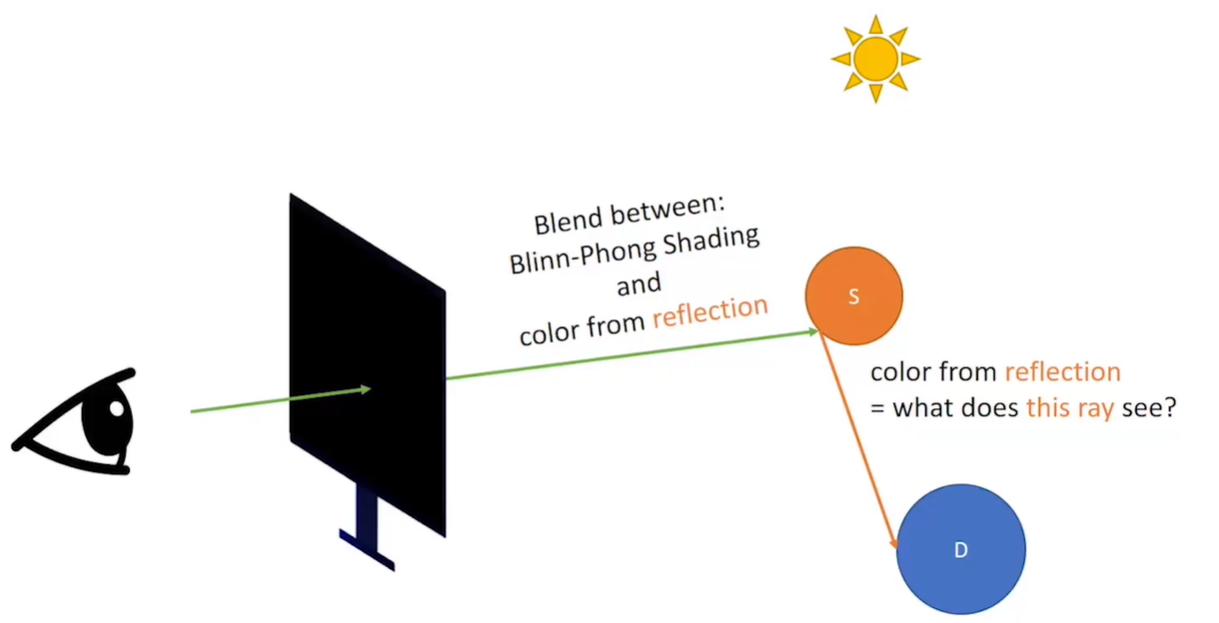 Blend between:
Blinn-Phong Shading
and
color from reflection
S
color from reflection
= what does this ray see?
D